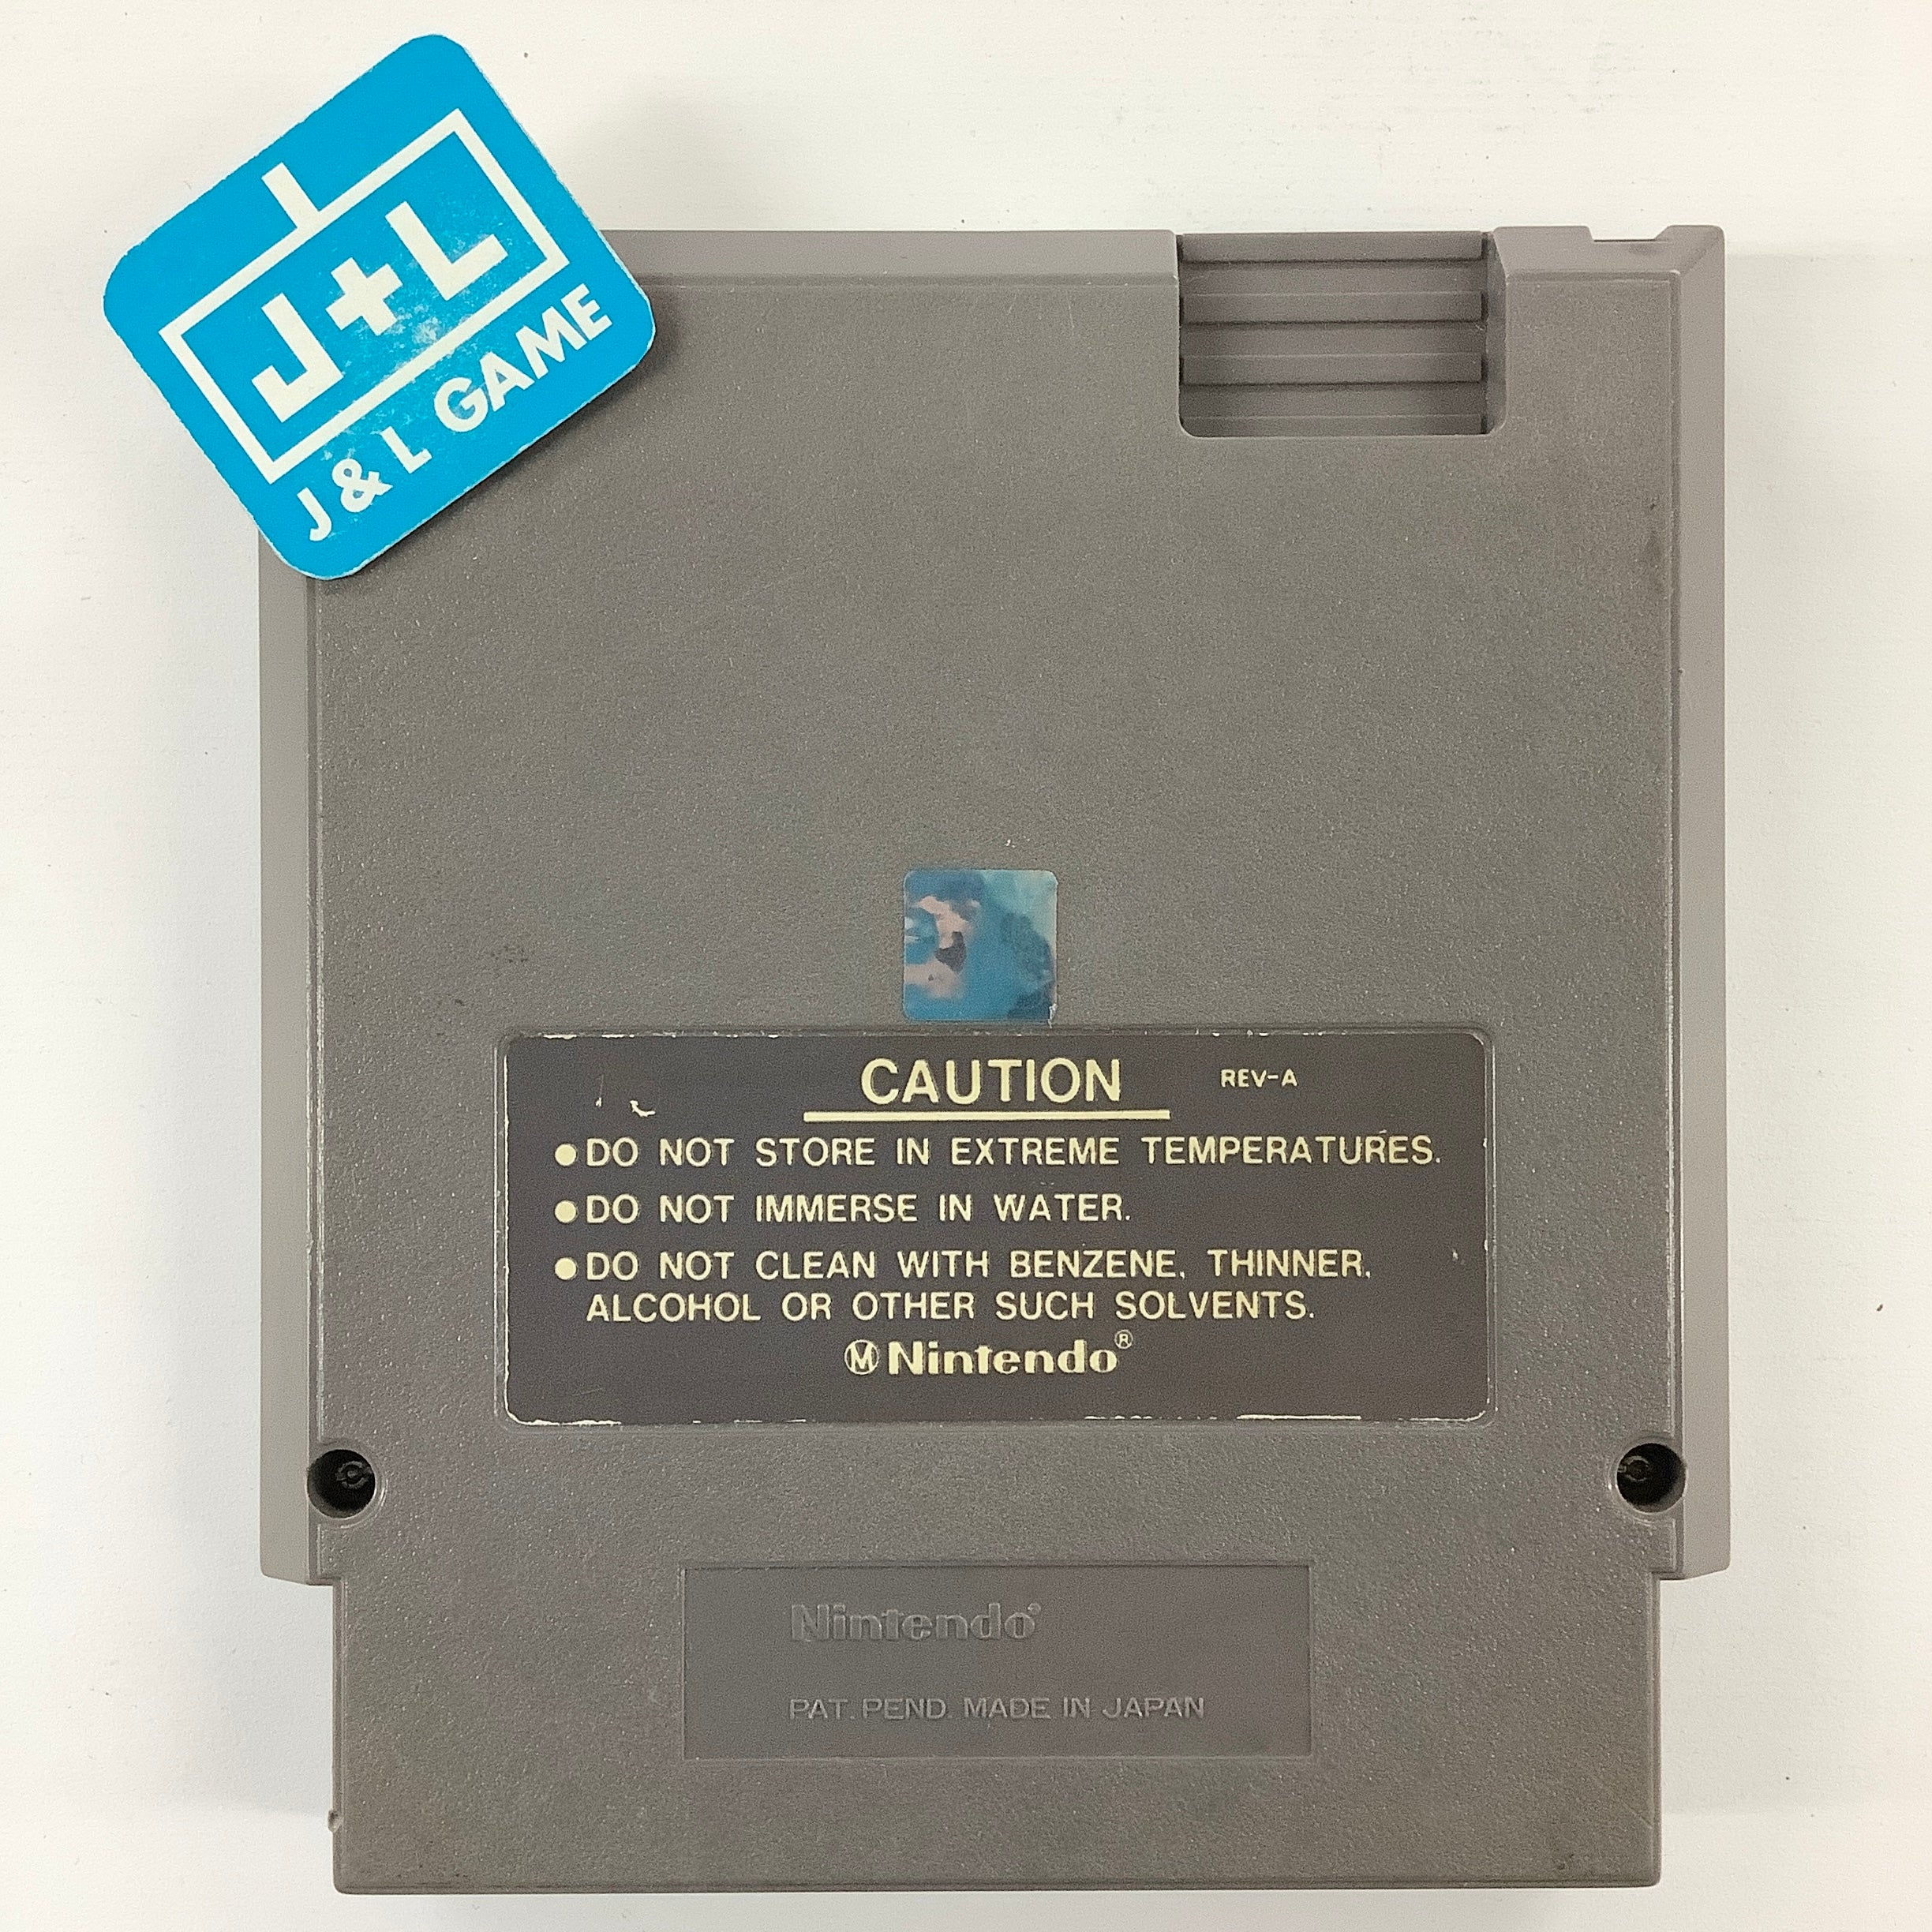 J+L
J & L GAME
CAUTION REV-A
●DO NOT STORE IN EXTREME TEMPERATURES.
●DO NOT IMMERSE IN WATER.
●DO NOT CLEAN WITH BENZENE, THINNER,
ALCOHOL OR OTHER SUCH SOLVENTS.
Ⓜ Nintendo®
Nintendo®
PAT. PEND. MADE IN JAPAN